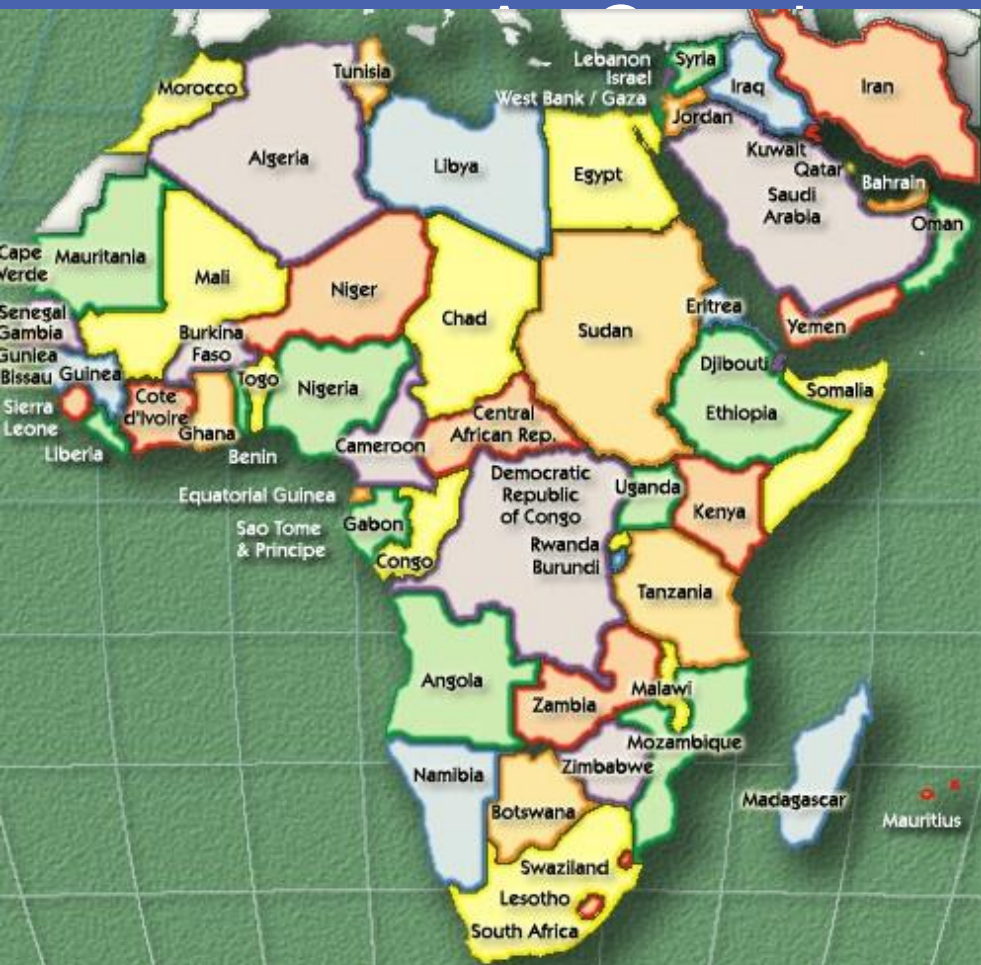 Lebanon
Israel
West Bank / Gaza
Syria
Iraq
Iran
Jordan
Kuwait
Qatar
Bahrain
Saudi
Arabia
Oman
Yemen
Morocco
Tunisia
Algeria
Libya
Egypt
Cape
Verde
Mauritania
Mali
Niger
Chad
Sudan
Eritrea
Djibouti
Somalia
Ethiopia
Senegal
Gambia
Guniea
Bissau
Guinea
Burkina
Faso
Togo
Nigeria
Sierra
Leone
Cote
d'Ivoire
Ghana
Liberia
Benin
Cameroon
Central
African Rep.
Equatorial Guinea
Sao Tome
& Principe
Gabon
Congo
Democratic
Republic
of Congo
Uganda
Kenya
Rwanda
Burundi
Tanzania
Angola
Zambia
Malawi
Mozambique
Zimbabwe
Namibia
Botswana
Madagascar
Mauritius
Swaziland
Lesotho
South Africa